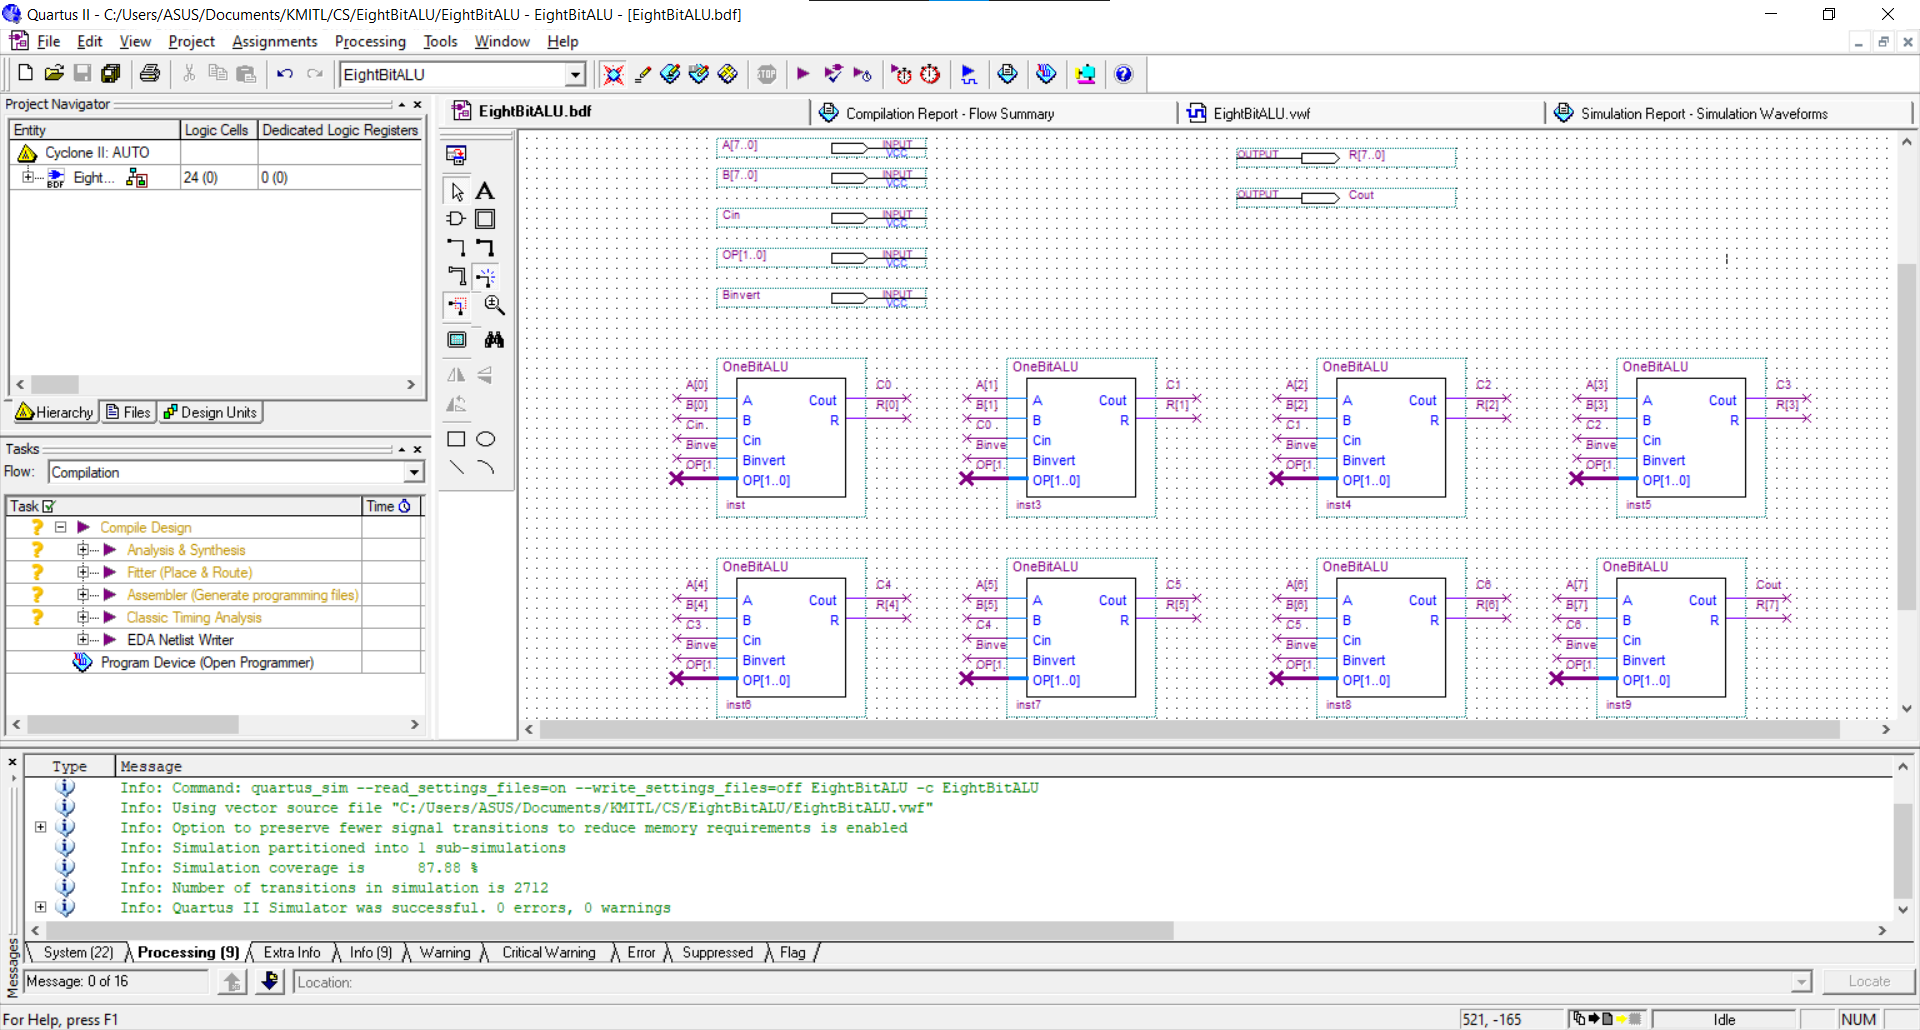 Quartus II - C:/Users/ASUS/Documents/KMITL/CS/EightBitALU/EightBitALU - EightBitALU - [EightBitALU.bdf]
File Edit View Project Assignments Processing Tools Window Help
EightBitALU
STOP
Project Navigator
Entity Logic Cells Dedicated Logic Registers
Cyclone II: AUTO
BDF Eight... 24 (0) 0 (0)
Hierarchy Files Design Units
Tasks
Flow: Compilation
Task Time
Compile Design
Analysis & Synthesis
Fitter (Place & Route)
Assembler (Generate programming files)
Classic Timing Analysis
EDA Netlist Writer
Program Device (Open Programmer)
EightBitALU.bdf Compilation Report - Flow Summary EightBitALU.vwf Simulation Report - Simulation Waveforms
A[7..0] INPUT VCC
B[7..0] INPUT VCC
Cin INPUT VCC
OP[1..0] INPUT VCC
Binvert INPUT VCC
OUTPUT R[7..0]
OUTPUT Cout
OneBitALU OneBitALU OneBitALU OneBitALU
A[0] C0 A[1] C1 A[2] C2 A[3] C3
A Cout A Cout A Cout A Cout
B[0] R[0] B[1] R[1] B[2] R[2] B[3] R[3]
B R B R B R B R
Cin C0 C1 C2
Cin Cin Cin Cin
Binve Binve Binve Binve
Binvert Binvert Binvert Binvert
OP[1. OP[1. OP[1. OP[1.
OP[1..0] OP[1..0] OP[1..0] OP[1..0]
inst inst3 inst4 inst5
OneBitALU OneBitALU OneBitALU OneBitALU
A[4] C4 A[5] C5 A[6] C6 A[7] Cout
A Cout A Cout A Cout A Cout
B[4] R[4] B[5] R[5] B[6] R[6] B[7] R[7]
B R B R B R B R
C3 C4 C5 C6
Cin Cin Cin Cin
Binve Binve Binve Binve
Binvert Binvert Binvert Binvert
OP[1. OP[1. OP[1. OP[1.
OP[1..0] OP[1..0] OP[1..0] OP[1..0]
inst6 inst7 inst8 inst9
Type Message
Info: Command: quartus_sim --read_settings_files=on --write_settings_files=off EightBitALU -c EightBitALU
Info: Using vector source file "C:/Users/ASUS/Documents/KMITL/CS/EightBitALU/EightBitALU.vwf"
Info: Option to preserve fewer signal transitions to reduce memory requirements is enabled
Info: Simulation partitioned into 1 sub-simulations
Info: Simulation coverage is 87.88 %
Info: Number of transitions in simulation is 2712
Info: Quartus II Simulator was successful. 0 errors, 0 warnings
System (22) Processing (9) Extra Info Info (9) Warning Critical Warning Error Suppressed Flag
Messages
Message: 0 of 16 Location: Locate
For Help, press F1 521, -165 Idle NUM